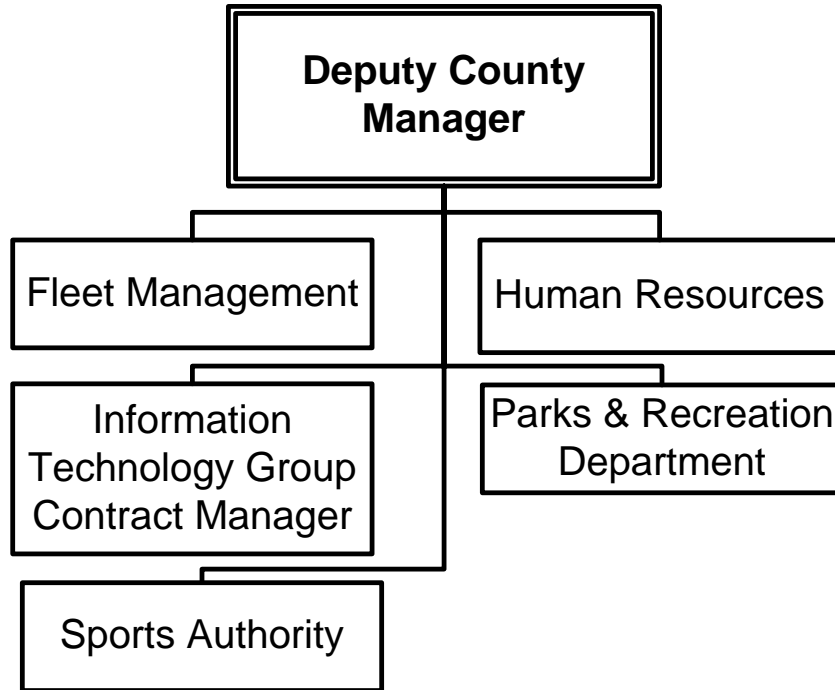 Deputy County
Manager
Fleet Management
Human Resources
Information
Technology Group
Contract Manager
Parks & Recreation
Department
Sports Authority